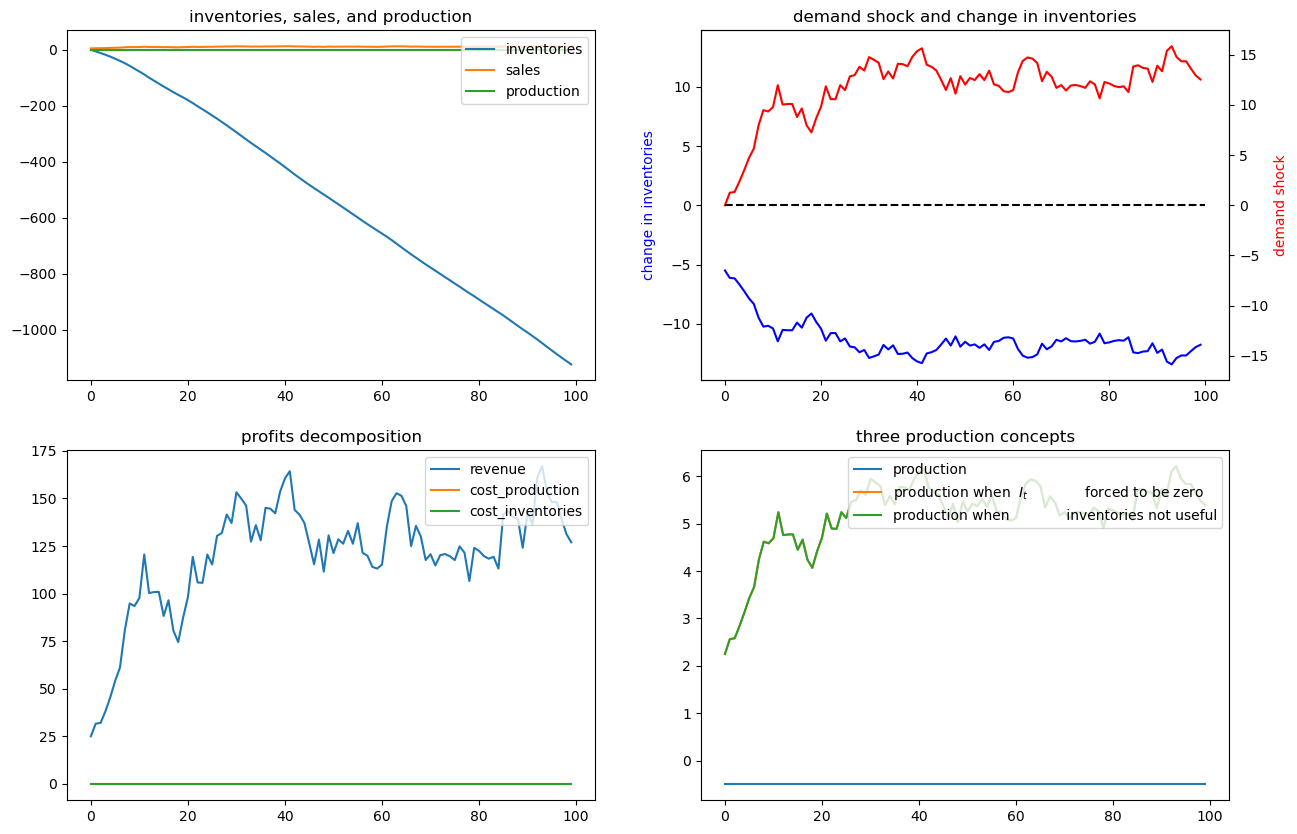 inventories, sales, and production
0
−200
−400
−600
−800
−1000
0 20 40 60 80 100
inventories
sales
production
demand shock and change in inventories
change in inventories
10
5
0
−5
−10
15
10
5
0
−5
−10
−15
demand shock
0 20 40 60 80 100
profits decomposition
175
150
125
100
75
50
25
0
0 20 40 60 80 100
revenue
cost_production
cost_inventories
three production concepts
6
5
4
3
2
1
0
0 20 40 60 80 100
production
production when I_t forced to be zero
production when inventories not useful